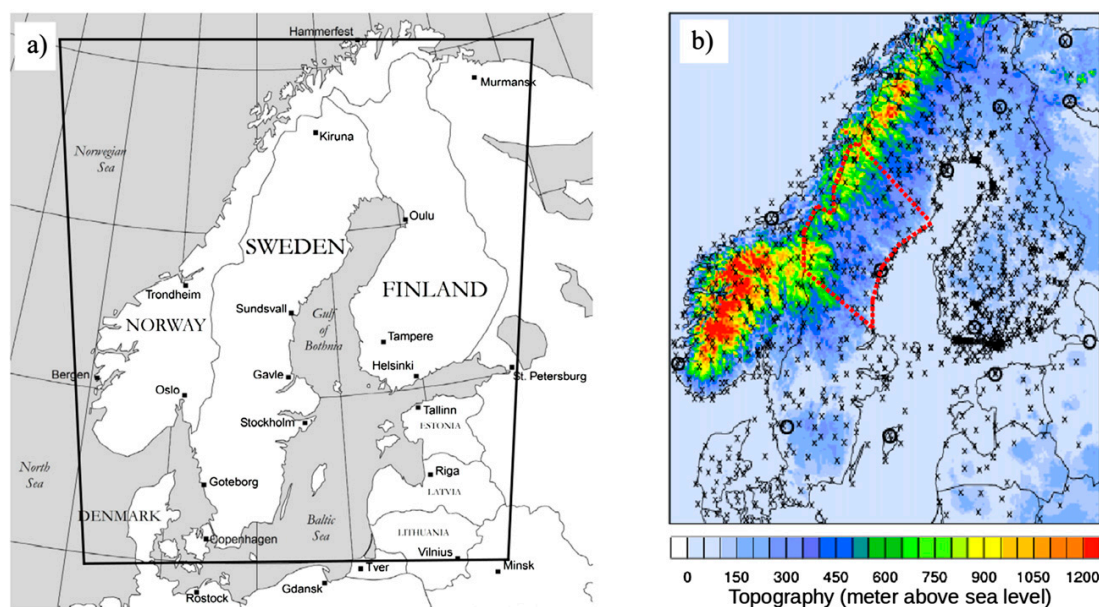 a)
Hammerfest
Murmansk
Kiruna
Norwegian
Sea
Oulu
SWEDEN
Trondheim
FINLAND
Sundsvall
Gulf
of
Bothnia
NORWAY
Tampere
Bergen
Gavle
Helsinki
St. Petersburg
Oslo
Tallinn
Stockholm
ESTONIA
North
Sea
Goteborg
Riga
LATVIA
DENMARK
Baltic
Sea
LITHUANIA
Copenhagen
Vilnius
Tver
Minsk
Gdansk
Rostock
b)
0 150 450 600 750 900 1050 1200
Topography (meter above sea level)